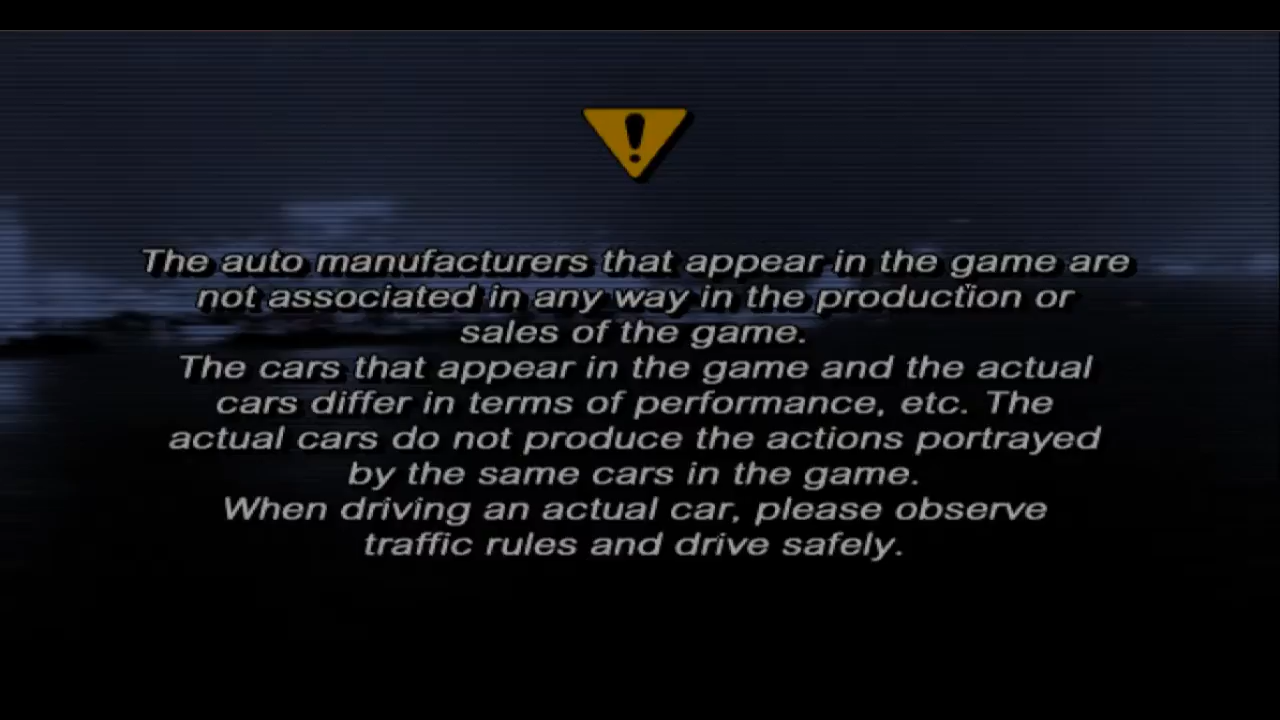 The auto manufacturers that appear in the game are
not associated in any way in the production or
sales of the game.
The cars that appear in the game and the actual
cars differ in terms of performance, etc. The
actual cars do not produce the actions portrayed
by the same cars in the game.
When driving an actual car, please observe
traffic rules and drive safely.